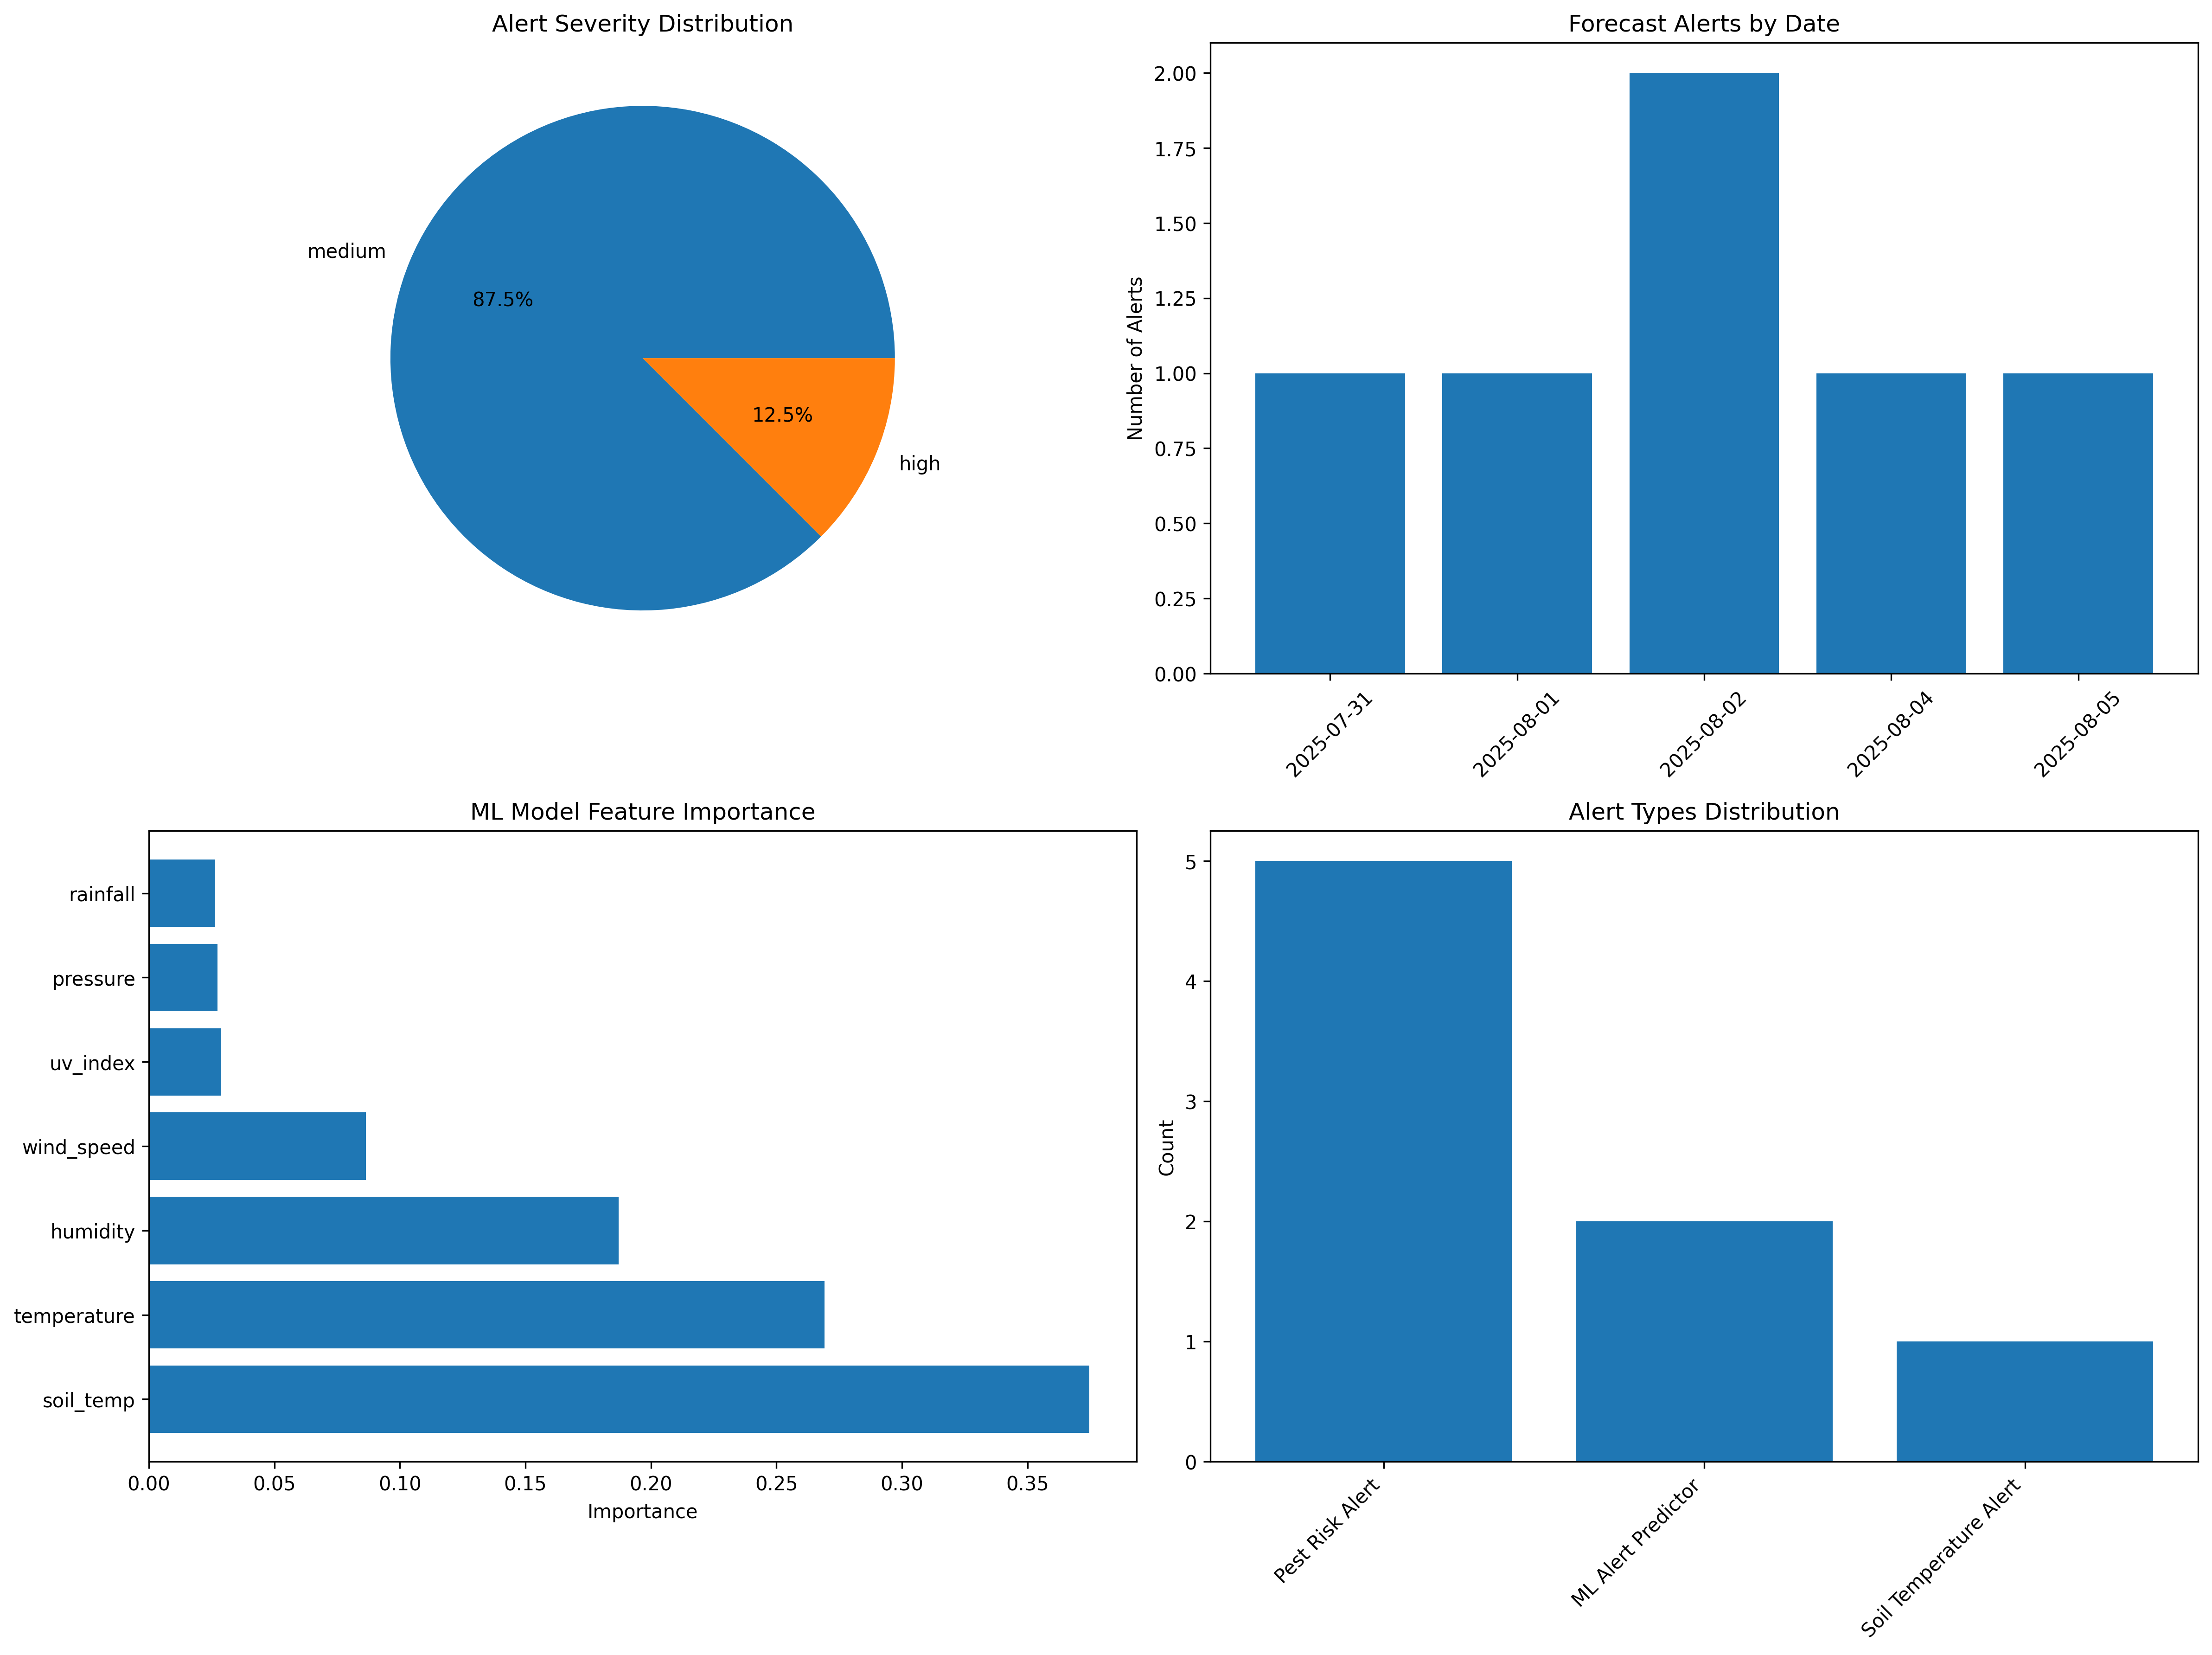 Alert Severity Distribution
medium
87.5%
12.5%
high
Forecast Alerts by Date
Number of Alerts
2.00
1.75
1.50
1.25
1.00
0.75
0.50
0.25
0.00
2025-07-31
2025-08-01
2025-08-02
2025-08-04
2025-08-05
ML Model Feature Importance
rainfall
pressure
uv_index
wind_speed
humidity
temperature
soil_temp
0.00 0.05 0.10 0.15 0.20 0.25 0.30 0.35
Importance
Alert Types Distribution
Count
5
4
3
2
1
0
Pest Risk Alert
ML Alert Predictor
Soil Temperature Alert